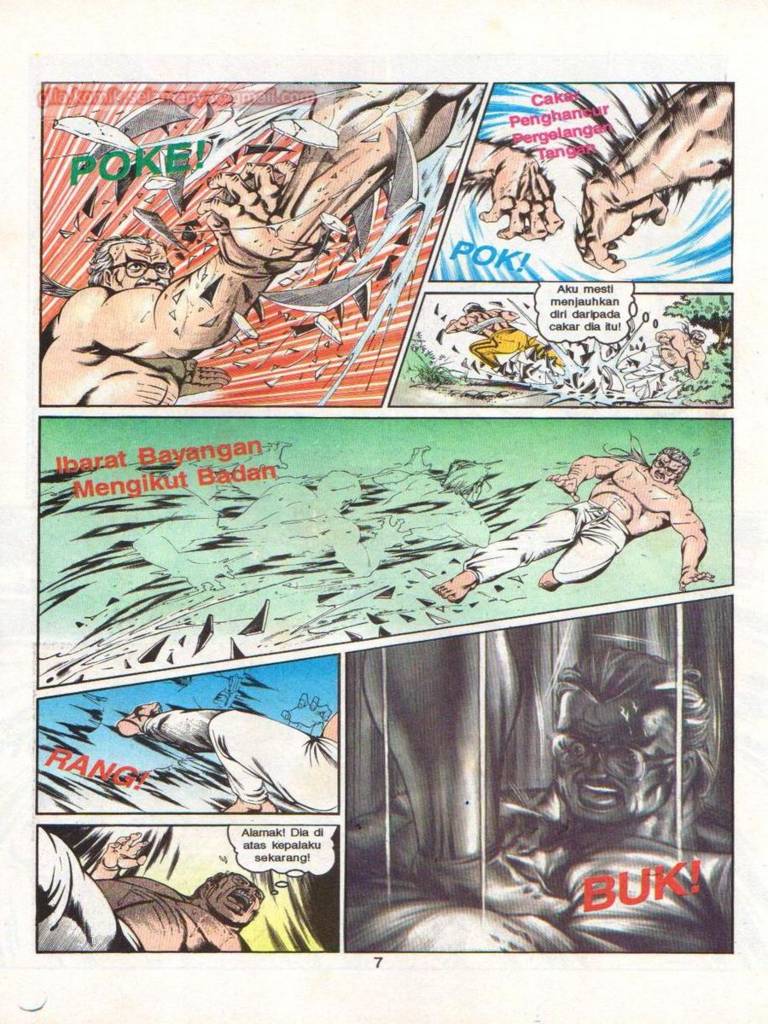 POKE!
Cakar
Penghancur
Pergelangan
Tangan
POK!
Aku mesti
menjauhkan
diri daripada
cakar dia itu!
Ibarat Bayangan
Mengikut Badan
RANG!
Alamak! Dia di
atas kepalaku
sekarang!
BUK!
7